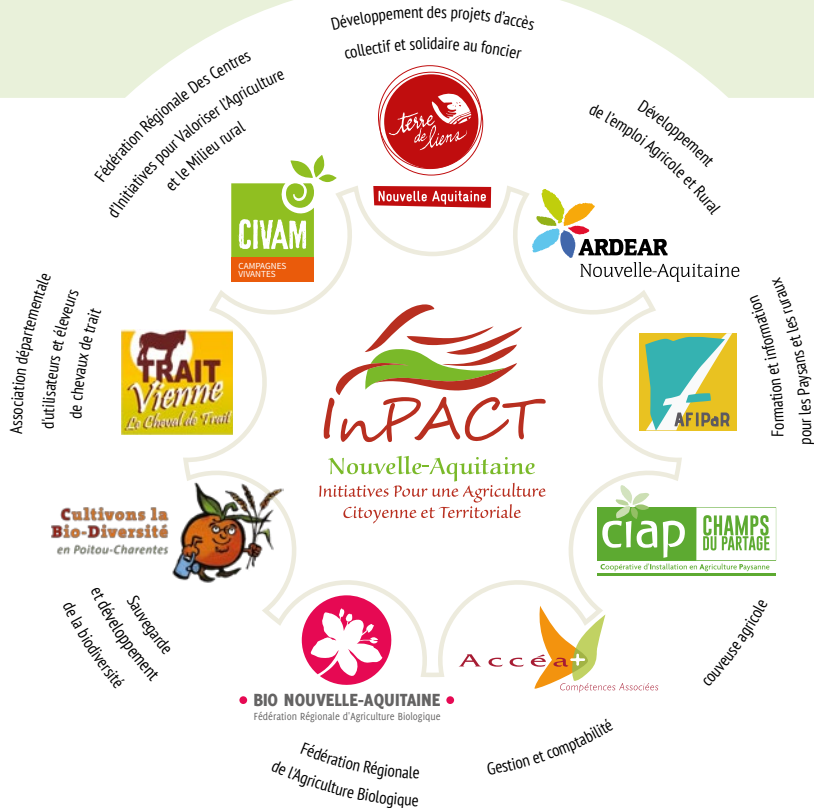 Développement des projets d'accès
collectif et solidaire au foncier
terre
de liens
Nouvelle Aquitaine
Développement
de l'emploi Agricole et Rural
ARDEAR
Nouvelle-Aquitaine
Formation et information
pour les Paysans et les ruraux
AFIPaR
ciap CHAMPS
DU PARTAGE
Coopérative d'Installation en Agriculture Paysanne
couveuse agricole
Accéa+
Compétences Associées
Gestion et comptabilité
• BIO NOUVELLE-AQUITAINE •
Fédération Régionale d'Agriculture Biologique
Fédération Régionale
de l'Agriculture Biologique
Cultivons la
Bio-Diversité
en Poitou-Charentes
Sauvegarde
et développement
de la biodiversité
TRAIT
Vienne
Le Cheval de Trait
Association départementale
d'utilisateurs et éleveurs
de chevaux de trait
CIVAM
CAMPAGNES
VIVANTES
Fédération Régionale Des Centres
d'Initiatives pour Valoriser l'Agriculture
et le Milieu rural
InPACT
Nouvelle-Aquitaine
Initiatives Pour une Agriculture
Citoyenne et Territoriale